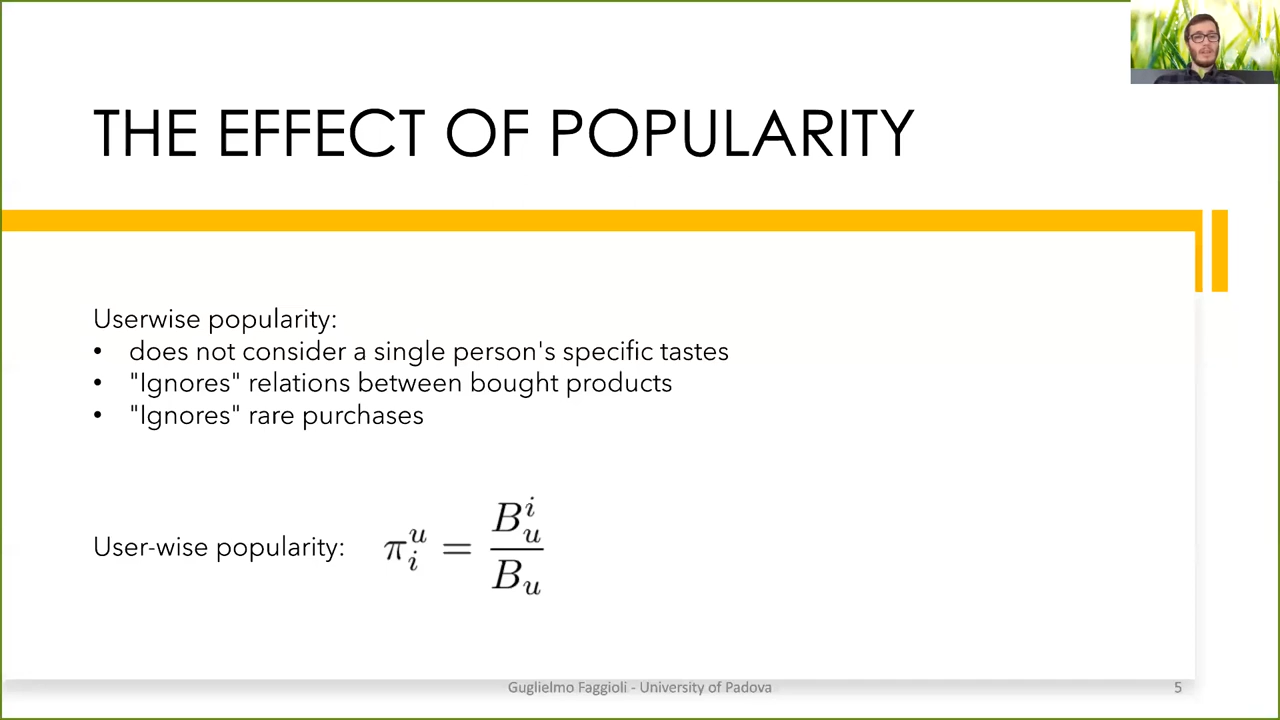 THE EFFECT OF POPULARITY
Userwise popularity:
• does not consider a single person's specific tastes
• "Ignores" relations between bought products
• "Ignores" rare purchases
User-wise popularity: π_i^u = B_u^i / B_u
Guglielmo Faggioli - University of Padova 5